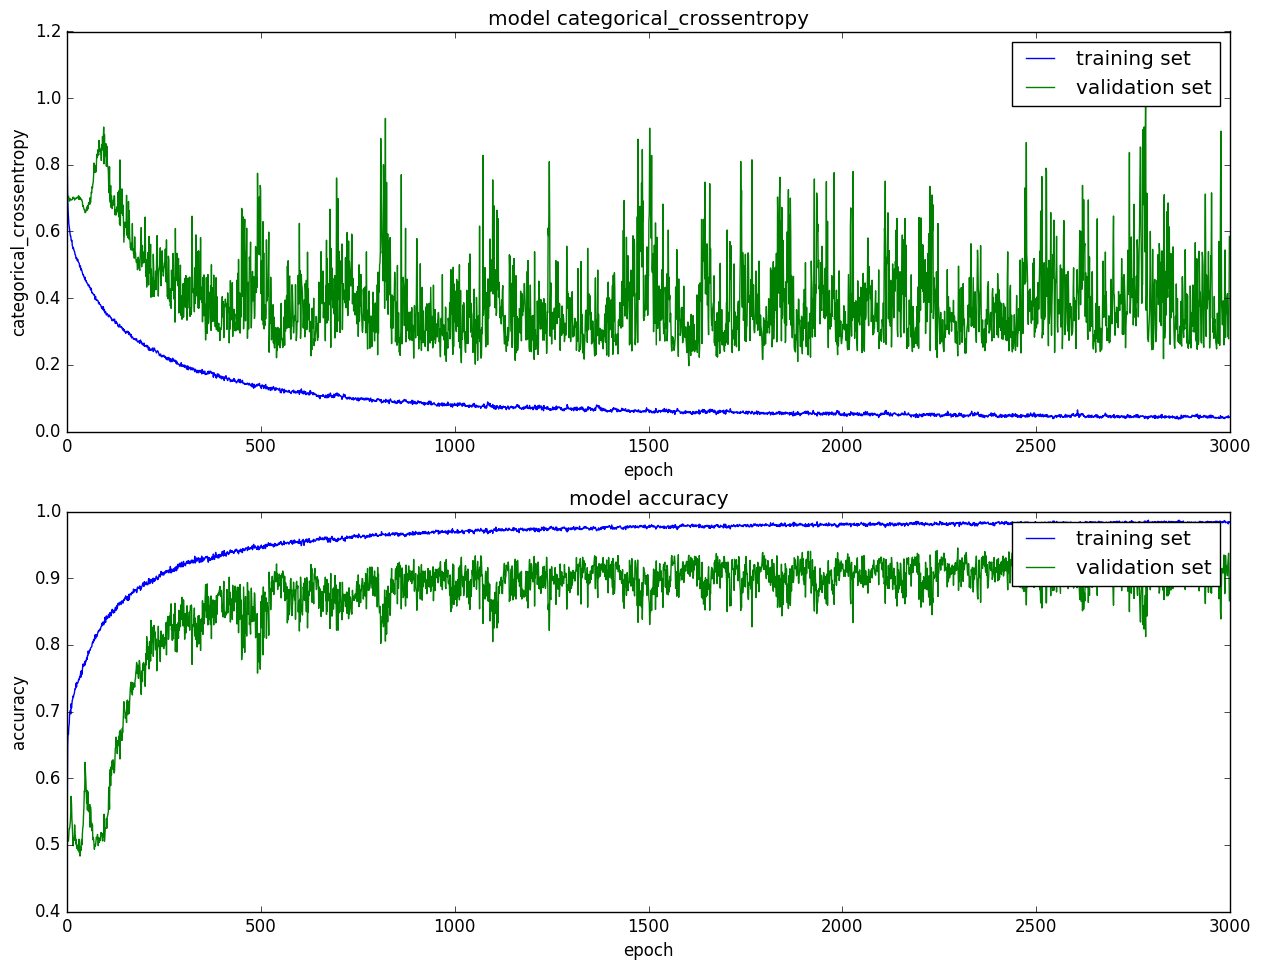 model categorical_crossentropy
1.2
1.0
0.8
0.6
0.4
0.2
0.0
categorical_crossentropy
training set
validation set
0 500 1000 1500 2000 2500 3000
epoch
model accuracy
1.0
0.9
0.8
0.7
0.6
0.5
0.4
accuracy
training set
validation set
0 500 1000 1500 2000 2500 3000
epoch